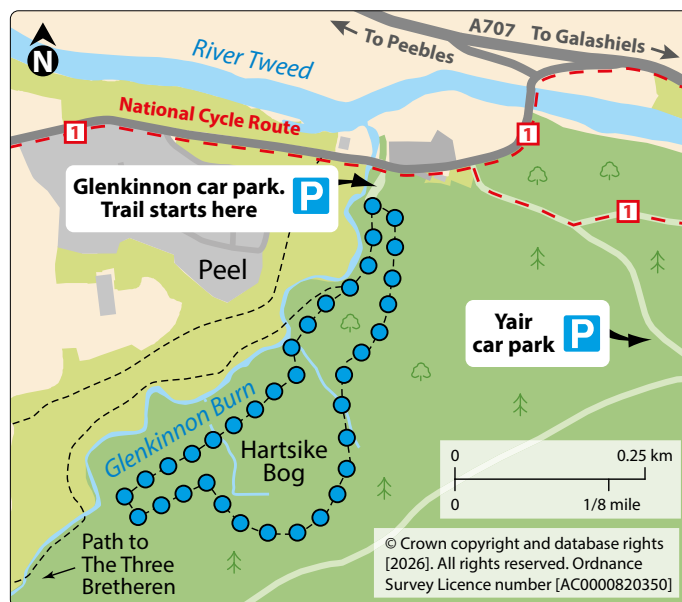 A707
To Galashiels
To Peebles
N
River Tweed
National Cycle Route
1
1
1
Glenkinnon car park.
Trail starts here
P
Peel
Yair
car park
P
Glenkinnon Burn
Hartsike
Bog
0
0.25 km
0
1/8 mile
Path to
The Three
Bretheren
© Crown copyright and database rights
[2026]. All rights reserved. Ordnance
Survey Licence number [AC0000820350]